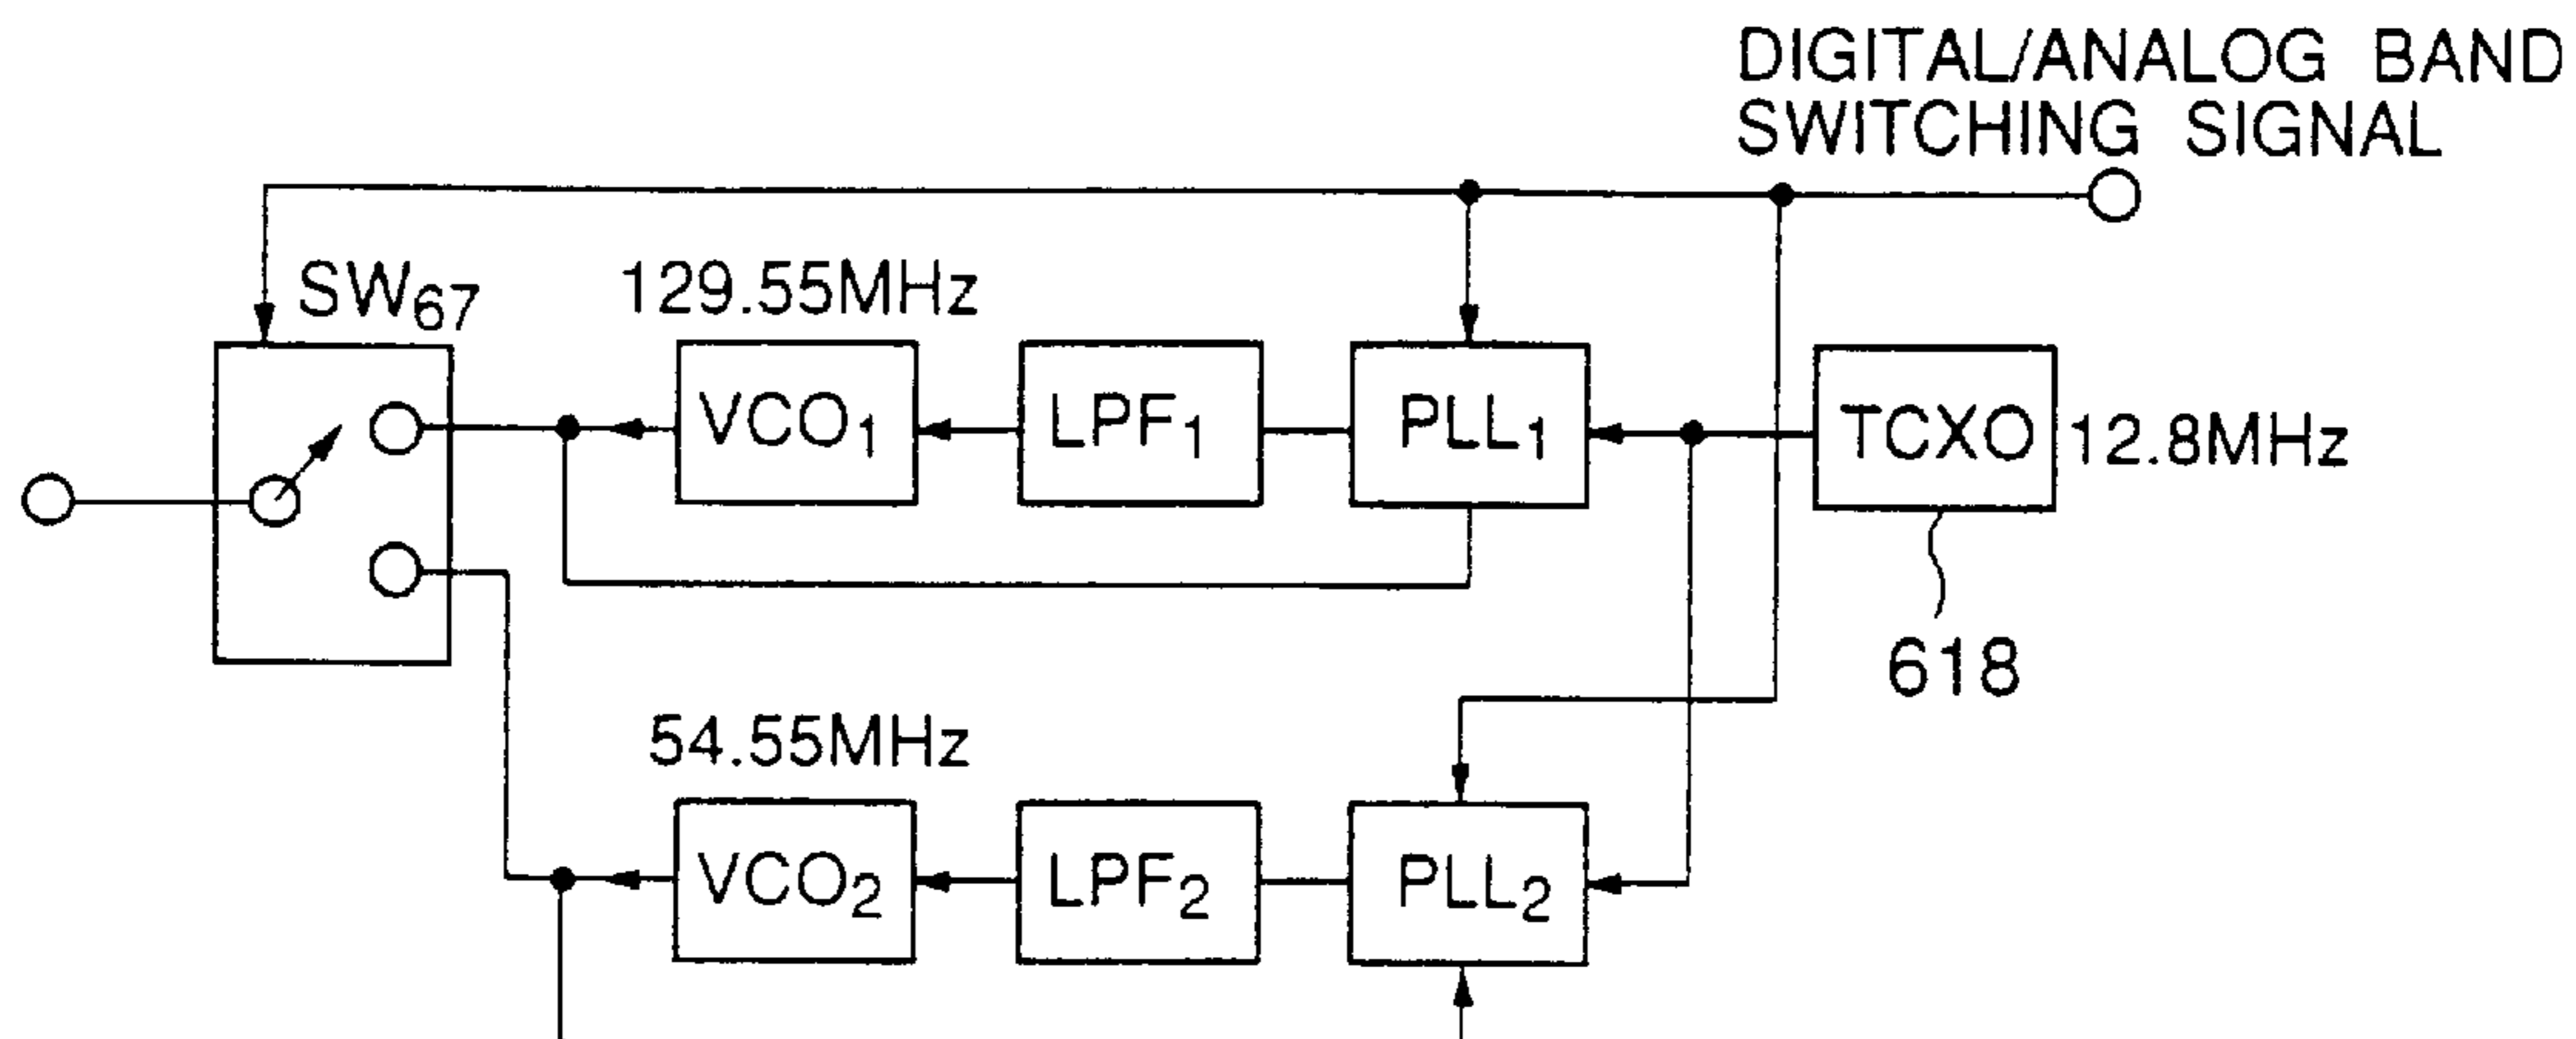 DIGITAL/ANALOG BAND
SWITCHING SIGNAL
SW67
129.55MHz
VCO1
LPF1
PLL1
TCXO
12.8MHz
618
54.55MHz
VCO2
LPF2
PLL2